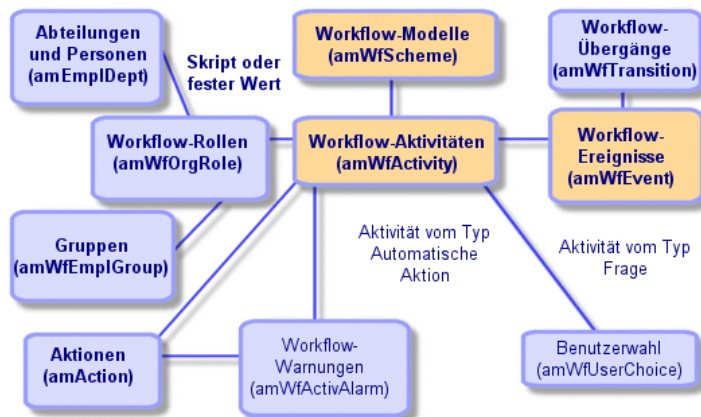 Abteilungen
und Personen
(amEmplDept)
Skript oder
fester Wert
Workflow-Modelle
(amWfScheme)
Workflow-
Übergänge
(amWfTransition)
Workflow-Rollen
(amWfOrgRole)
Workflow-Aktivitäten
(amWfActivity)
Workflow-
Ereignisse
(amWfEvent)
Gruppen
(amWfEmplGroup)
Aktivität vom Typ
Automatische
Aktion
Aktivität vom Typ
Frage
Aktionen
(amAction)
Workflow-
Warnungen
(amWfActivAlarm)
Benutzerwahl
(amWfUserChoice)